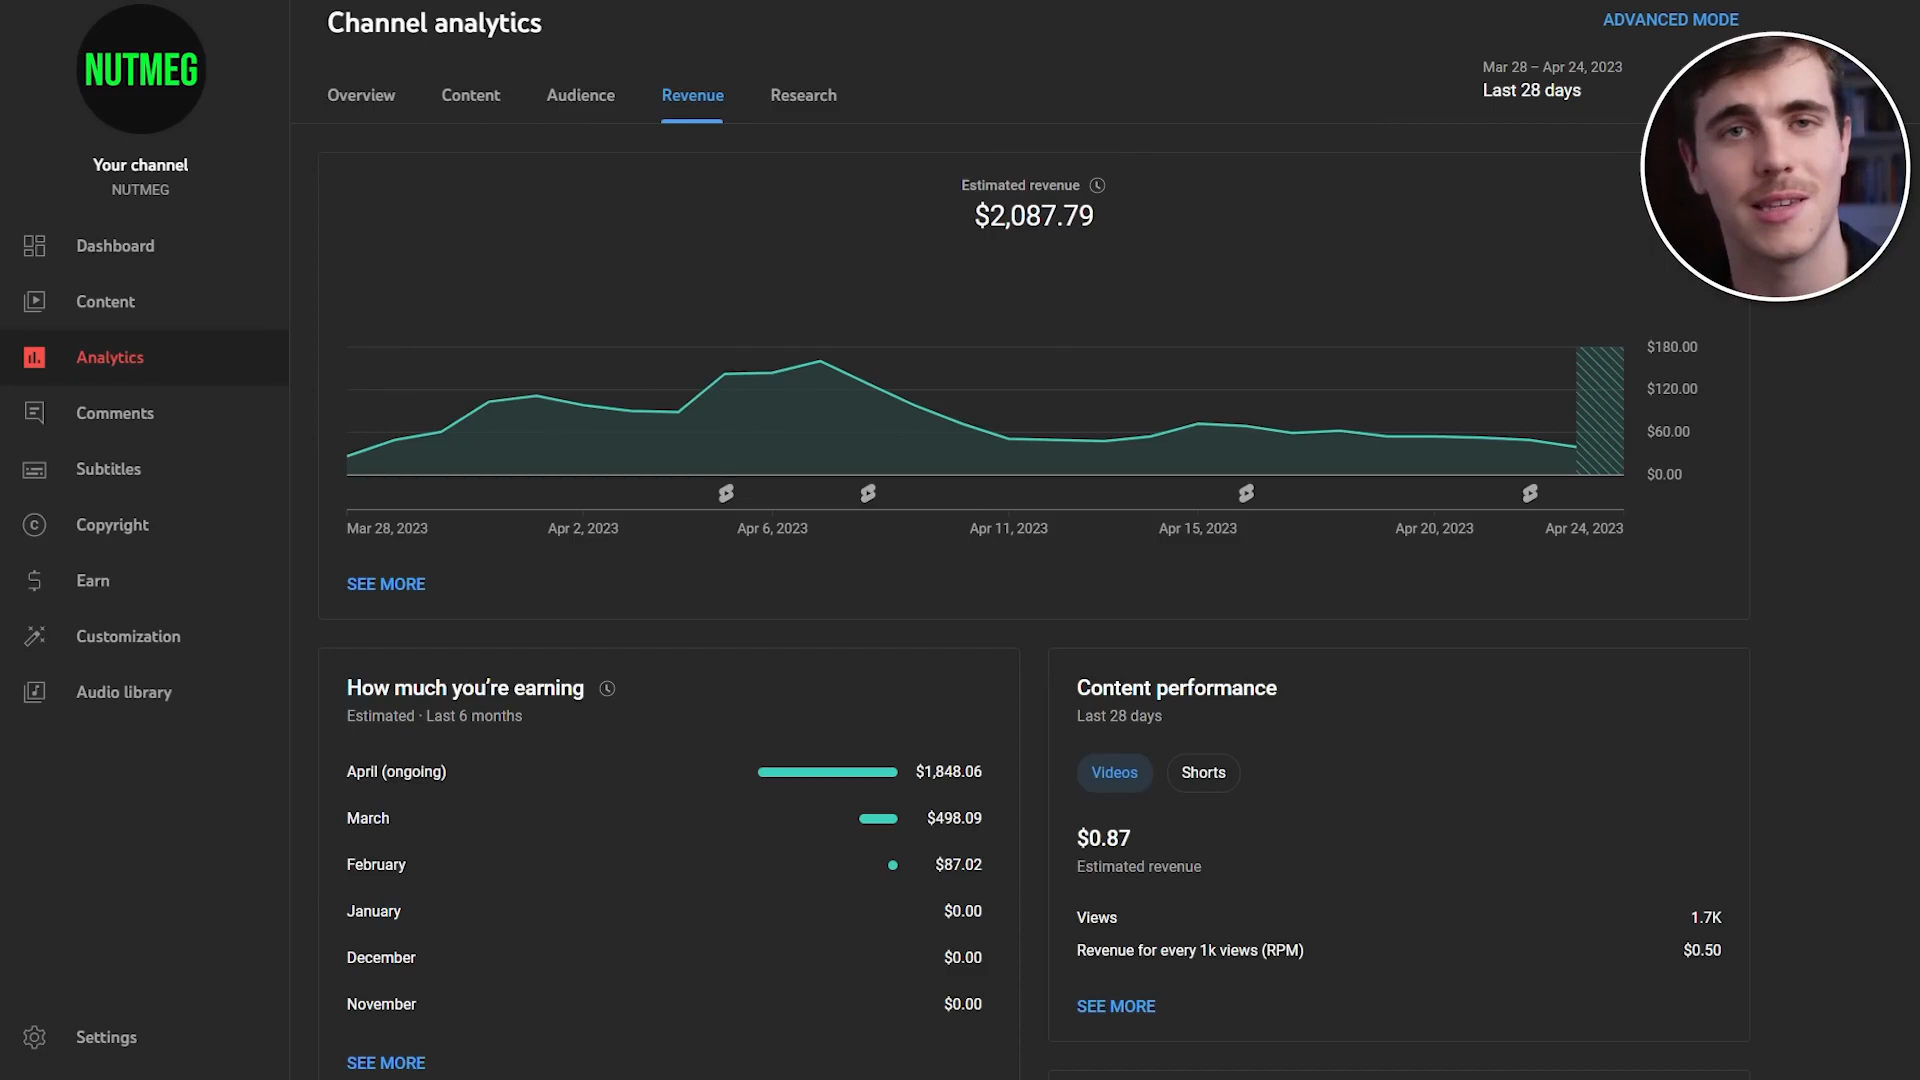 NUTMEG
Your channel
NUTMEG
Dashboard
Content
Analytics
Comments
Subtitles
Copyright
Earn
Customization
Audio library
Settings
Channel analytics
ADVANCED MODE
Overview
Content
Audience
Revenue
Research
Mar 28 – Apr 24, 2023
Last 28 days
Estimated revenue
$2,087.79
$180.00
$120.00
$60.00
$0.00
Mar 28, 2023
Apr 2, 2023
Apr 6, 2023
Apr 11, 2023
Apr 15, 2023
Apr 20, 2023
Apr 24, 2023
SEE MORE
How much you’re earning
Estimated · Last 6 months
April (ongoing) $1,848.06
March $498.09
February $87.02
January $0.00
December $0.00
November $0.00
SEE MORE
Content performance
Last 28 days
Videos Shorts
$0.87
Estimated revenue
Views 1.7K
Revenue for every 1k views (RPM) $0.50
SEE MORE